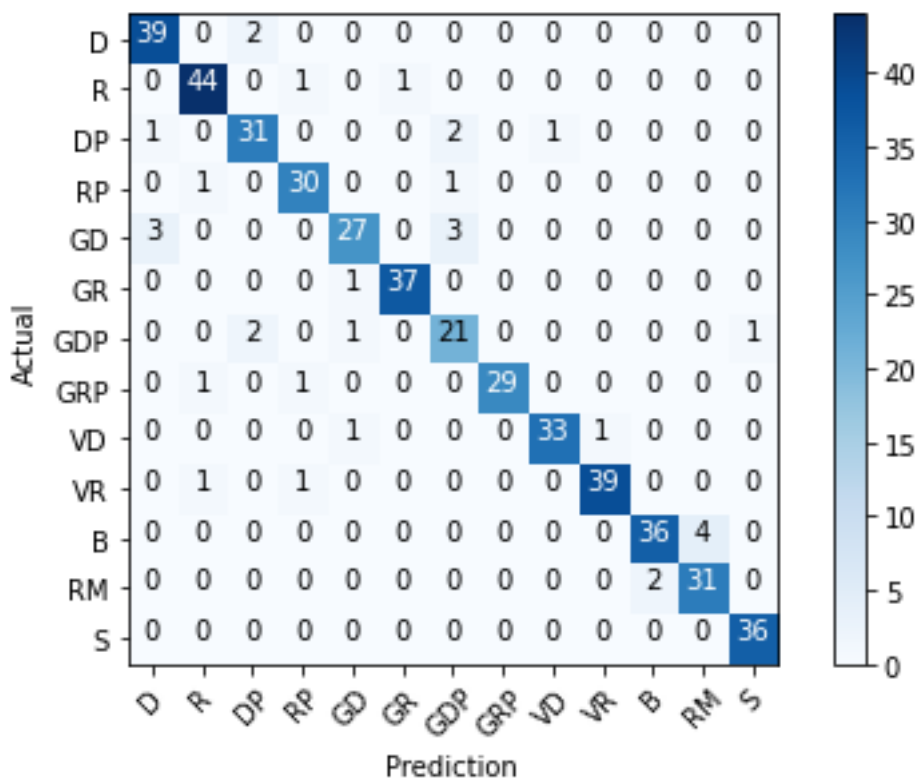 D 39 0 2 0 0 0 0 0 0 0 0 0 0
R 0 44 0 1 0 1 0 0 0 0 0 0 0
DP 1 0 31 0 0 0 2 0 1 0 0 0 0
RP 0 1 0 30 0 0 1 0 0 0 0 0 0
GD 3 0 0 0 27 0 3 0 0 0 0 0 0
GR 0 0 0 0 1 37 0 0 0 0 0 0 0
GDP 0 0 2 0 1 0 21 0 0 0 0 0 1
GRP 0 1 0 1 0 0 0 29 0 0 0 0 0
VD 0 0 0 0 1 0 0 0 33 1 0 0 0
VR 0 1 0 1 0 0 0 0 0 39 0 0 0
B 0 0 0 0 0 0 0 0 0 0 36 4 0
RM 0 0 0 0 0 0 0 0 0 0 2 31 0
S 0 0 0 0 0 0 0 0 0 0 0 0 36
D R DP RP GD GR GDP GRP VD VR B RM S
Actual
Prediction
40
35
30
25
20
15
10
5
0